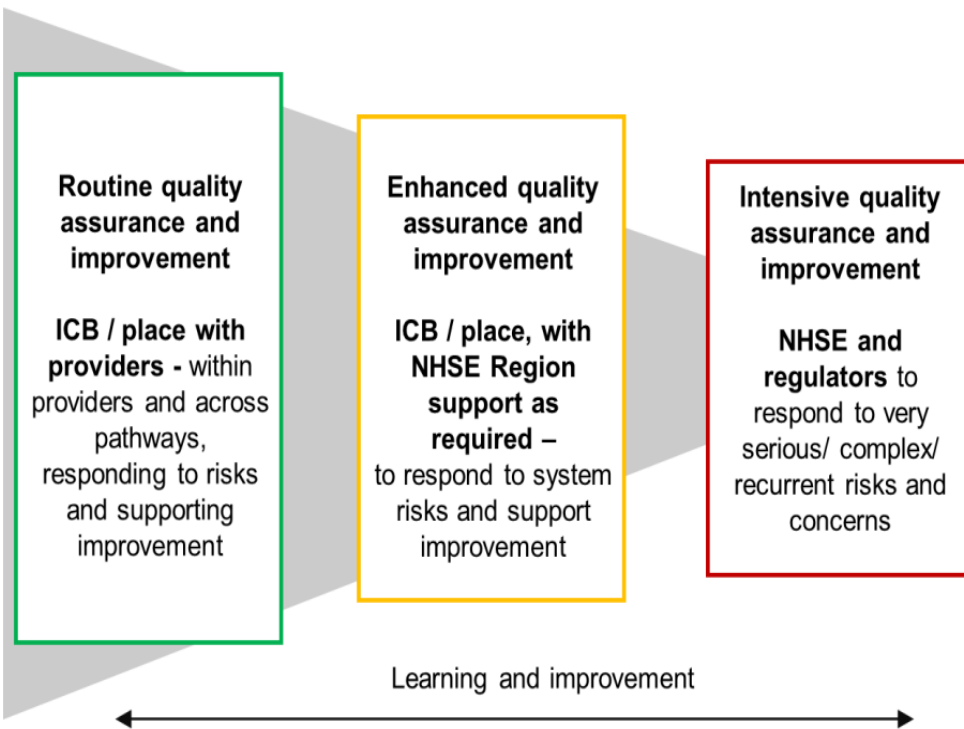 Routine quality
assurance and
improvement
ICB / place with
providers - within
providers and across
pathways,
responding to risks
and supporting
improvement
Enhanced quality
assurance and
improvement
ICB / place, with
NHSE Region
support as
required –
to respond to system
risks and support
improvement
Intensive quality
assurance and
improvement
NHSE and
regulators to
respond to very
serious/ complex/
recurrent risks and
concerns
Learning and improvement